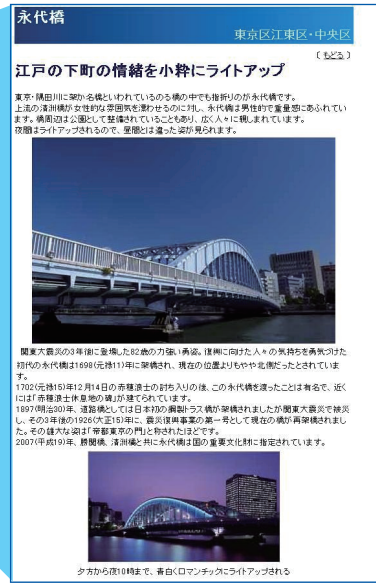 永代橋
東京区江東区・中央区
〔もどる〕
江戸の下町の情緒を小粋にライトアップ
東京・隅田川に架か名橋といわれているのる橋の中でも指折りのが永代橋です。
上流の清洲橋が女性的な雰囲気を漂わせるのに対し、永代橋は男性的で重量感にあふれてい
ます。橋周辺は公園として整備されていることもあり、広く人々に親しまれています。
夜間はライトアップされるので、昼間とは違った姿が見られます。
関東大震災の3年後に登場した82歳の力強い勇姿。復興に向けた人々の気持ちを勇気づけた
初代の永代橋は1698(元禄11)年に架橋され、現在の位置よりもやや北側だったとされていま
す。
1702(元禄15)年12月14日の赤穂浪士の討ち入りの後、この永代橋を渡ったことは有名で、近く
には「赤穂浪士休息地の碑」が建てられています。
1897(明治30)年、道路橋としては日本初の鋼製トラス橋が架橋されましたが関東大震災で被災
し、その3年後の1926(大正15)年に、震災復興事業の第一号として現在の橋が再架橋されまし
た。その雄大な姿は「帝都東京の門」と称されたほどです。
2007(平成19)年、勝鬨橋、清洲橋と共に永代橋は国の重要文化財に指定されています。
夕方から夜10時まで、青白くロマンチックにライトアップされる